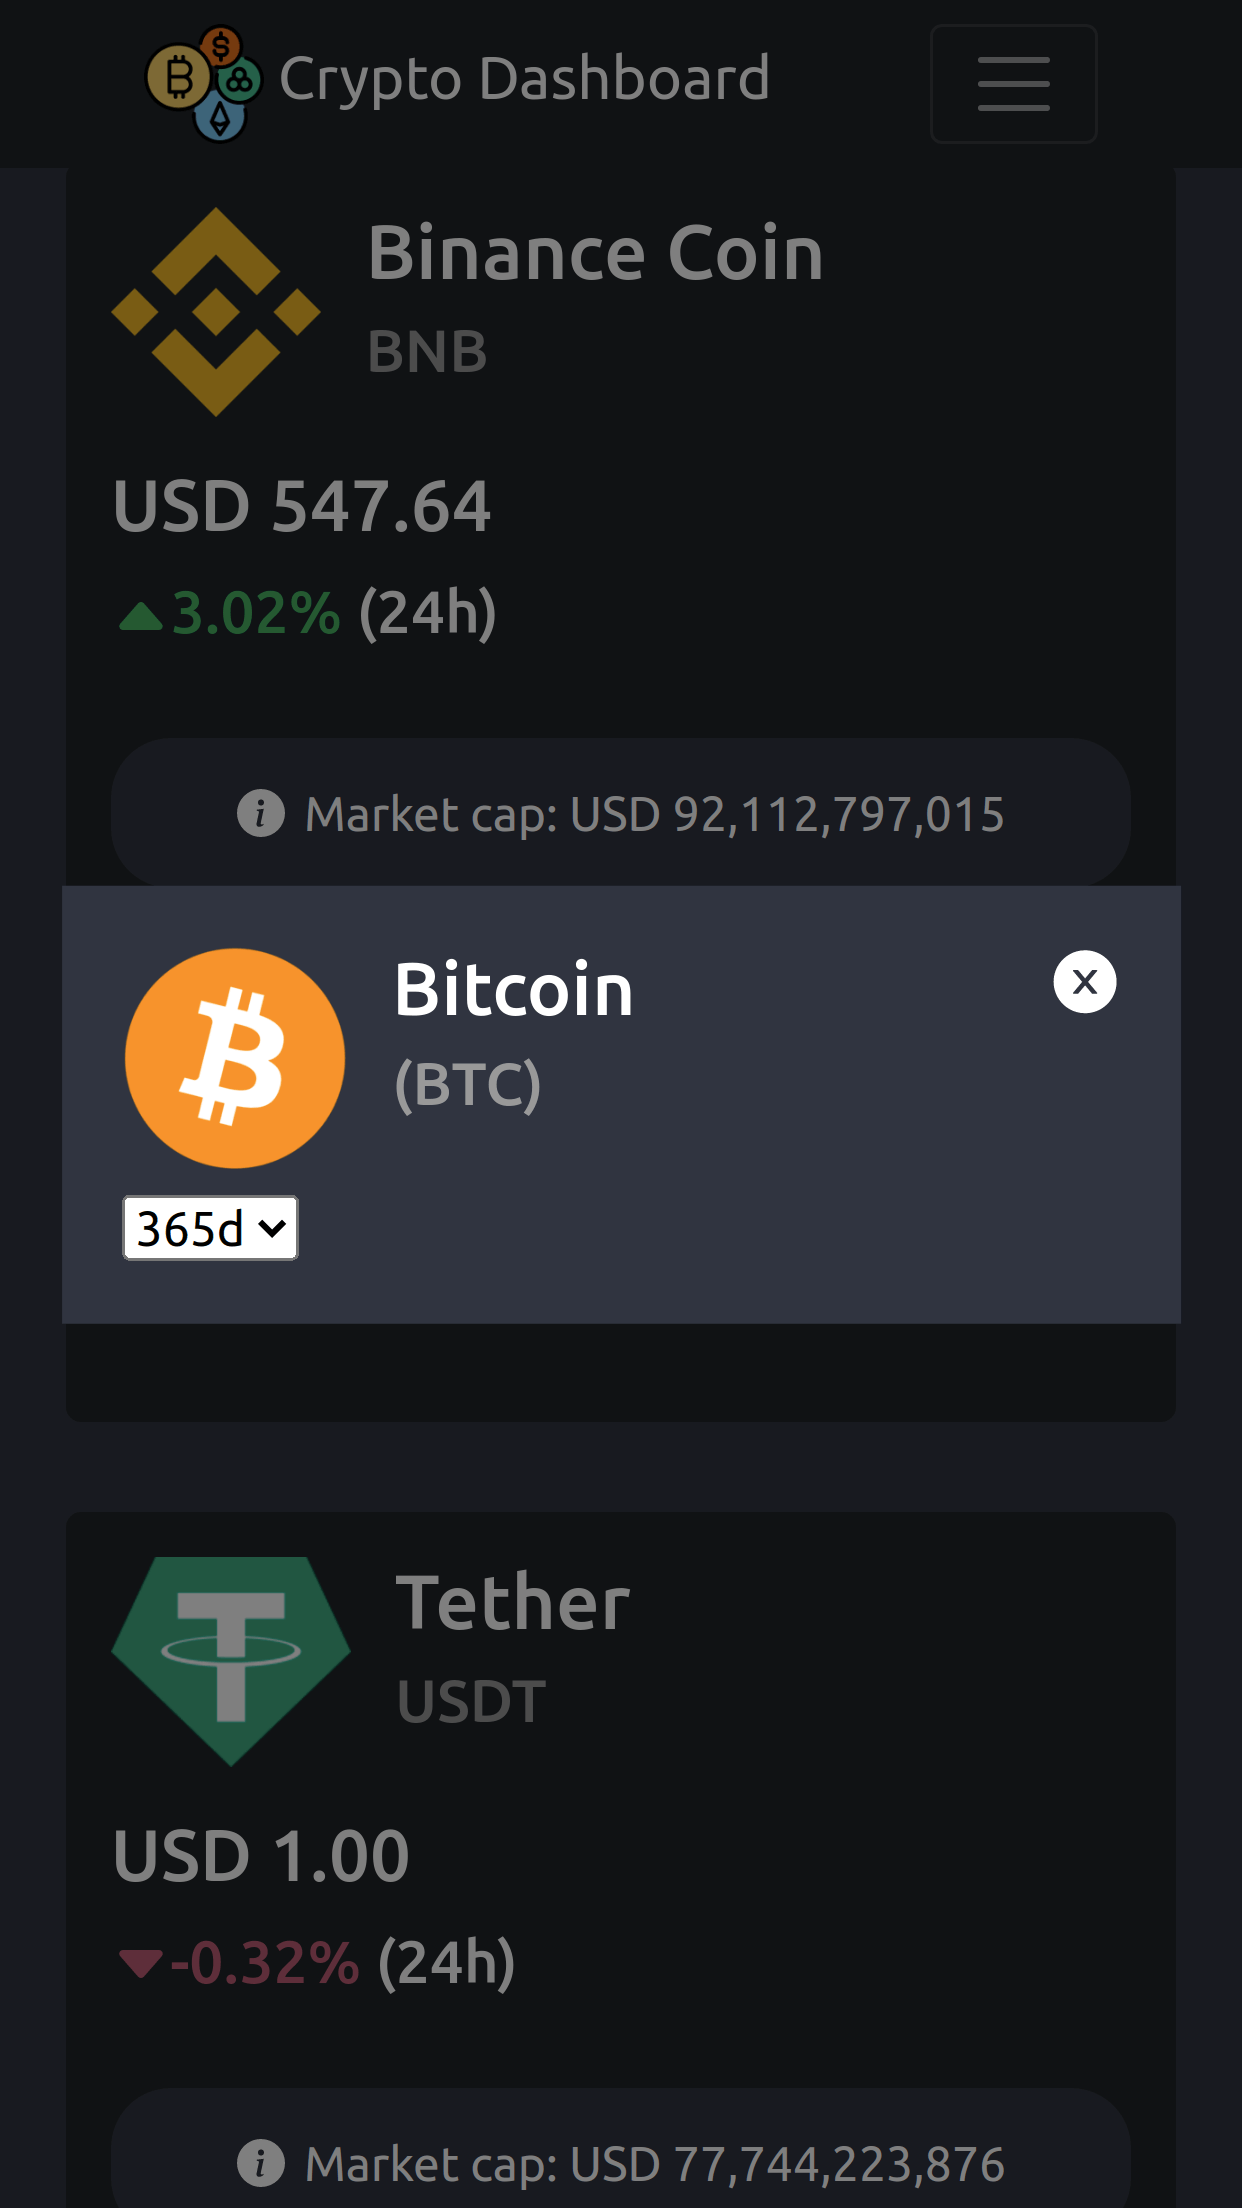 Crypto Dashboard
Binance Coin
BNB
USD 547.64
3.02% (24h)
Market cap: USD 92,112,797,015
Bitcoin
x
(BTC)
365d
Tether
USDT
USD 1.00
-0.32% (24h)
Market cap: USD 77,744,223,876